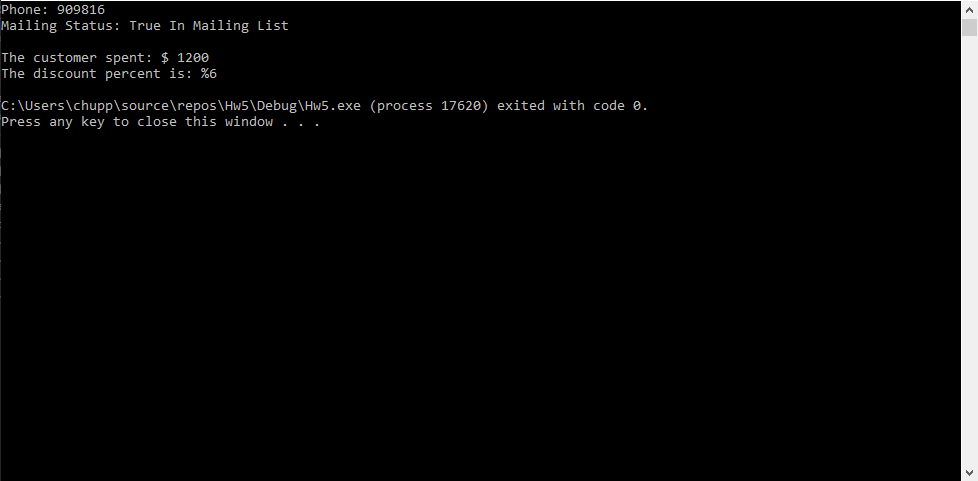 Phone: 909816
Mailing Status: True In Mailing List
The customer spent: $ 1200
The discount percent is: %6
C:\Users\chupp\source\repos\Hw5\Debug\Hw5.exe (process 17620) exited with code 0.
Press any key to close this window . . .